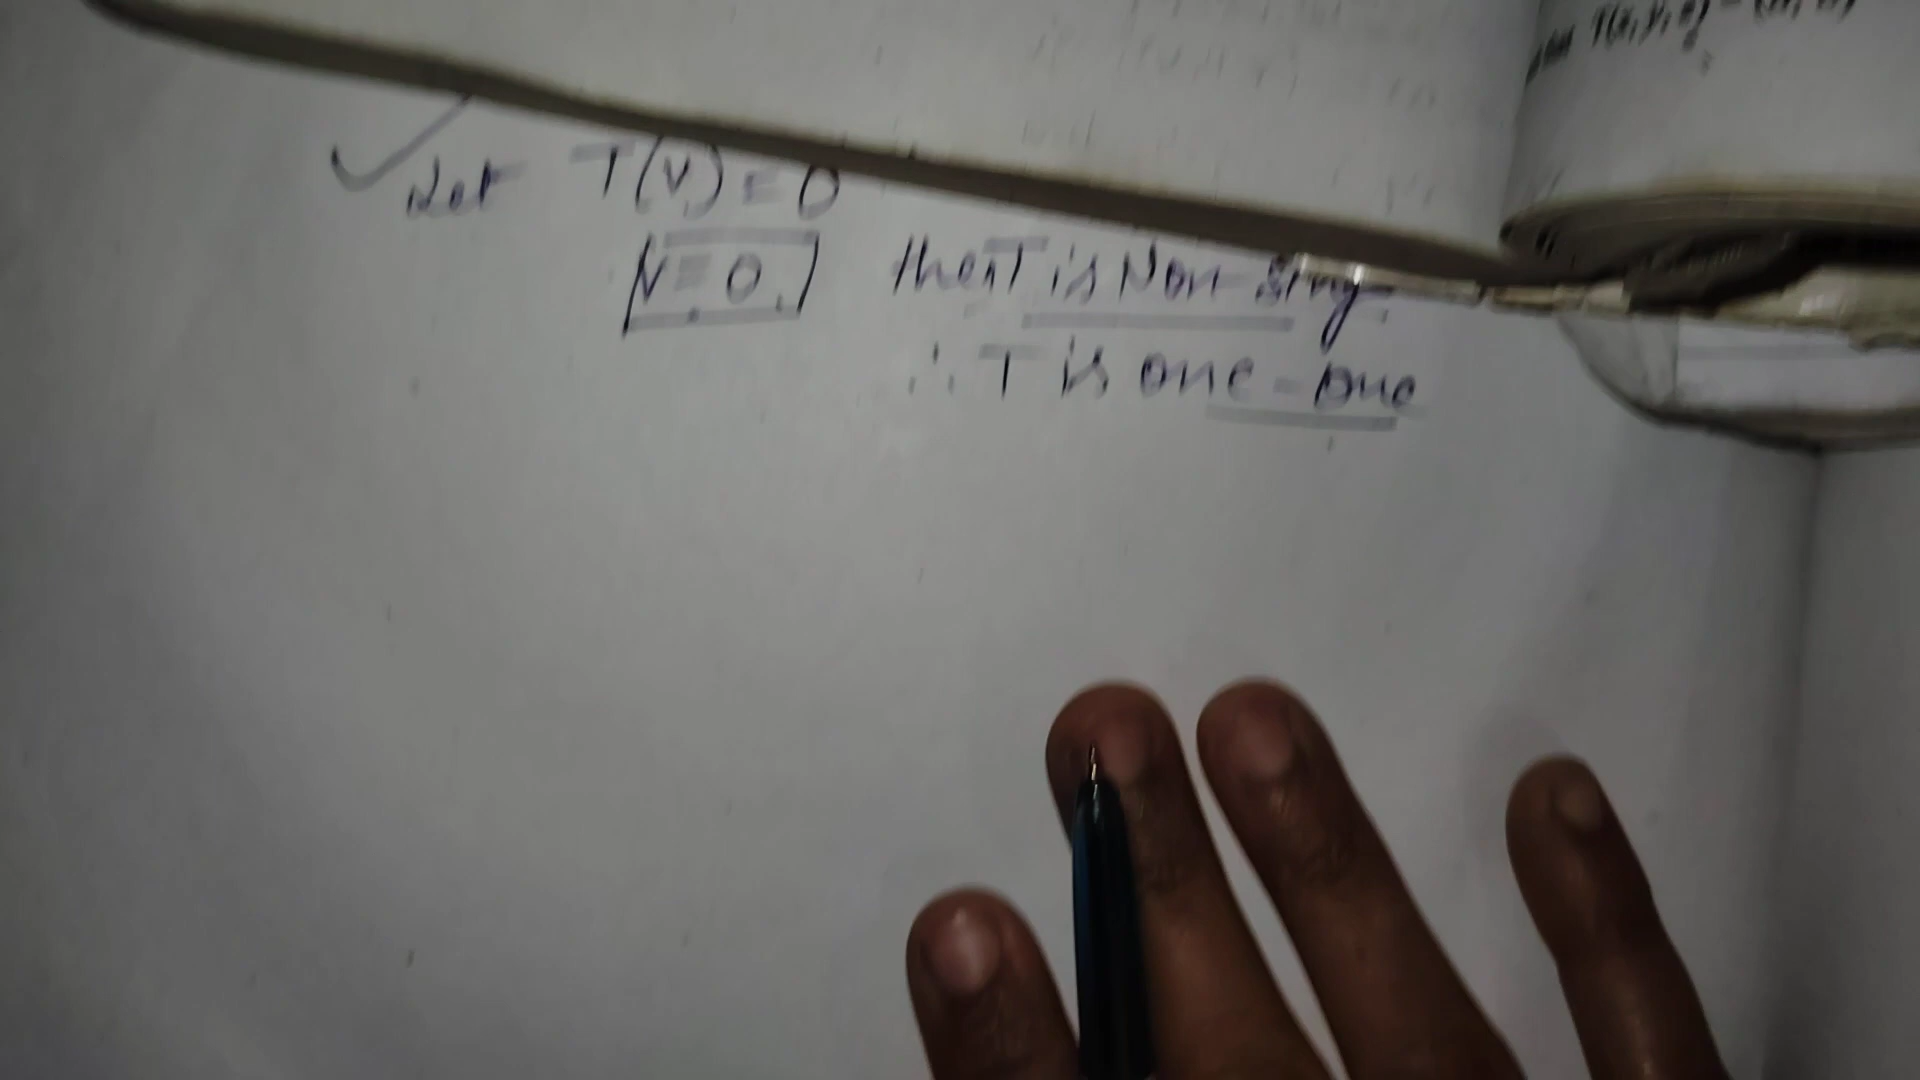 Let T(v) = 0
v = 0. then T is Non-Sing
∴ T is one-one